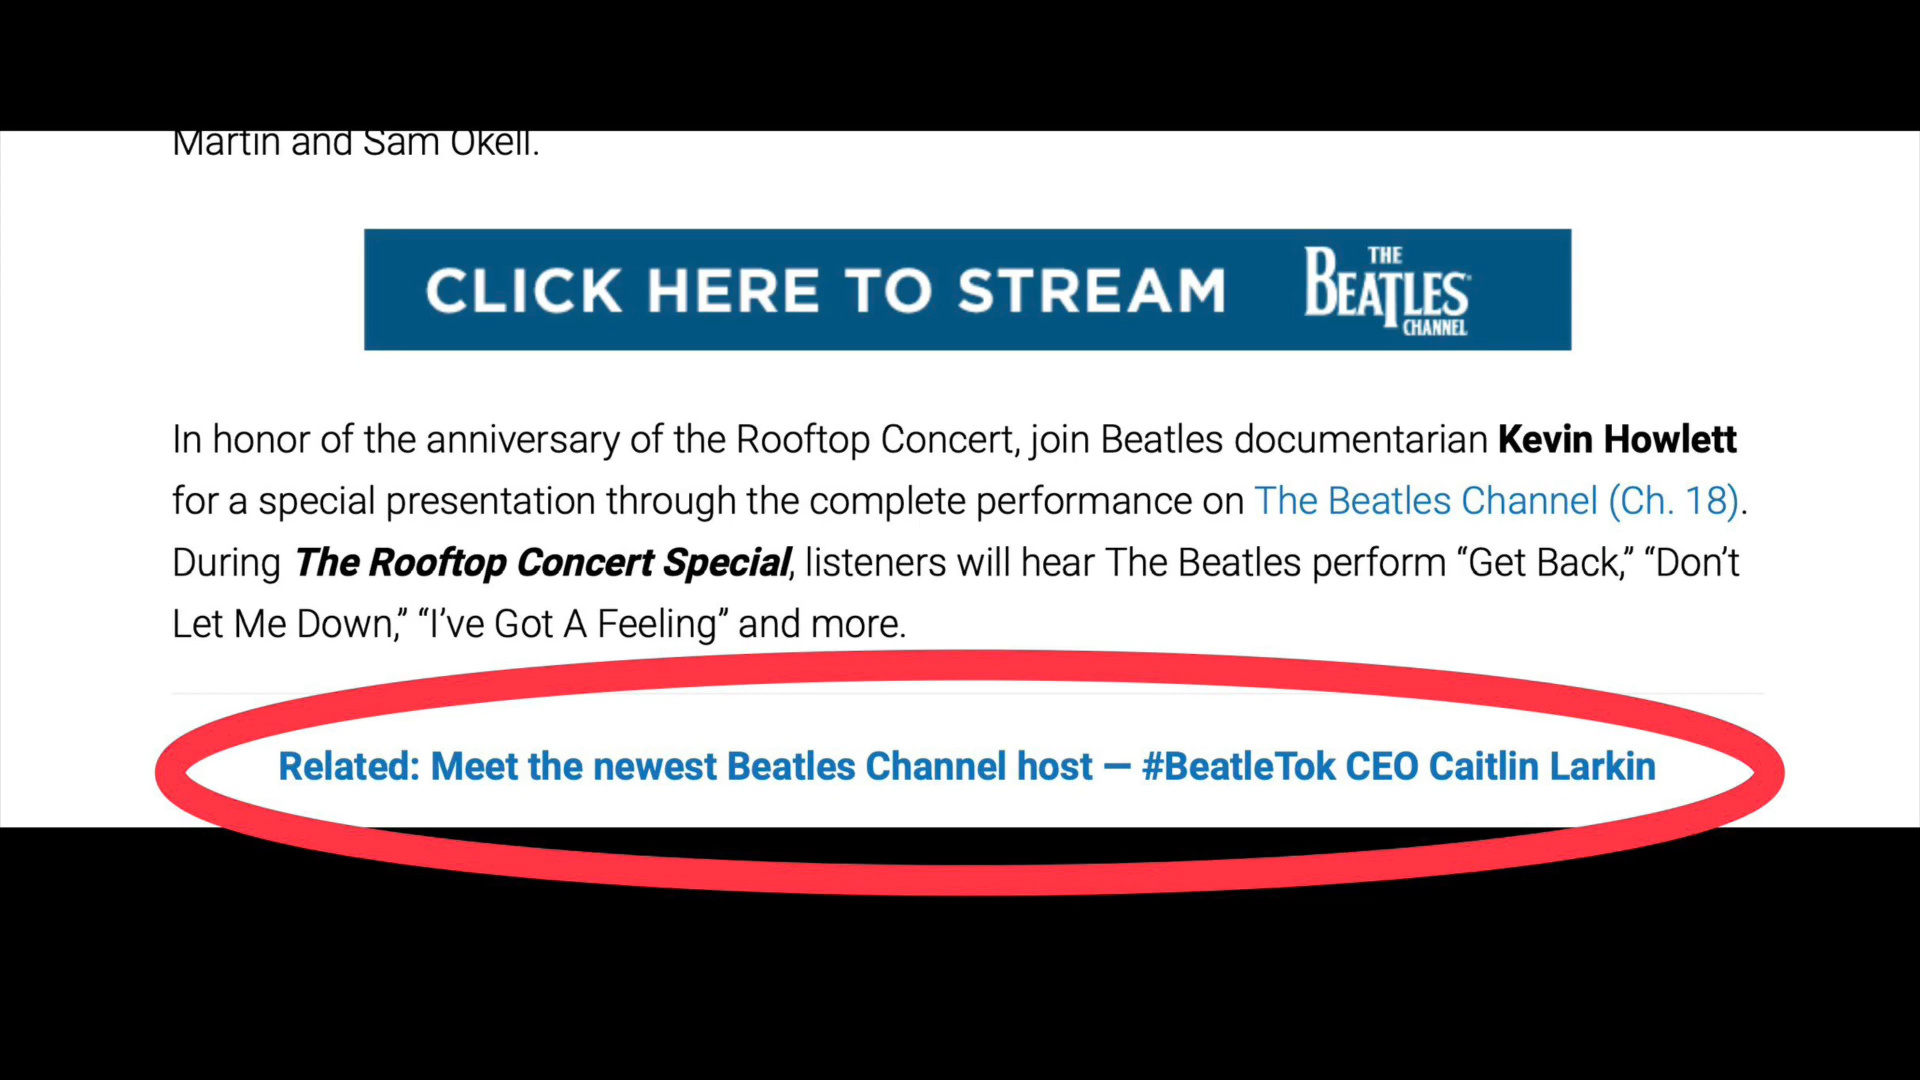 Martin and Sam Okell.
CLICK HERE TO STREAM
THE
BEATLES
CHANNEL
In honor of the anniversary of the Rooftop Concert, join Beatles documentarian Kevin Howlett
for a special presentation through the complete performance on The Beatles Channel (Ch. 18).
During The Rooftop Concert Special, listeners will hear The Beatles perform “Get Back,” “Don’t
Let Me Down,” “I’ve Got A Feeling” and more.
Related: Meet the newest Beatles Channel host — #BeatleTok CEO Caitlin Larkin